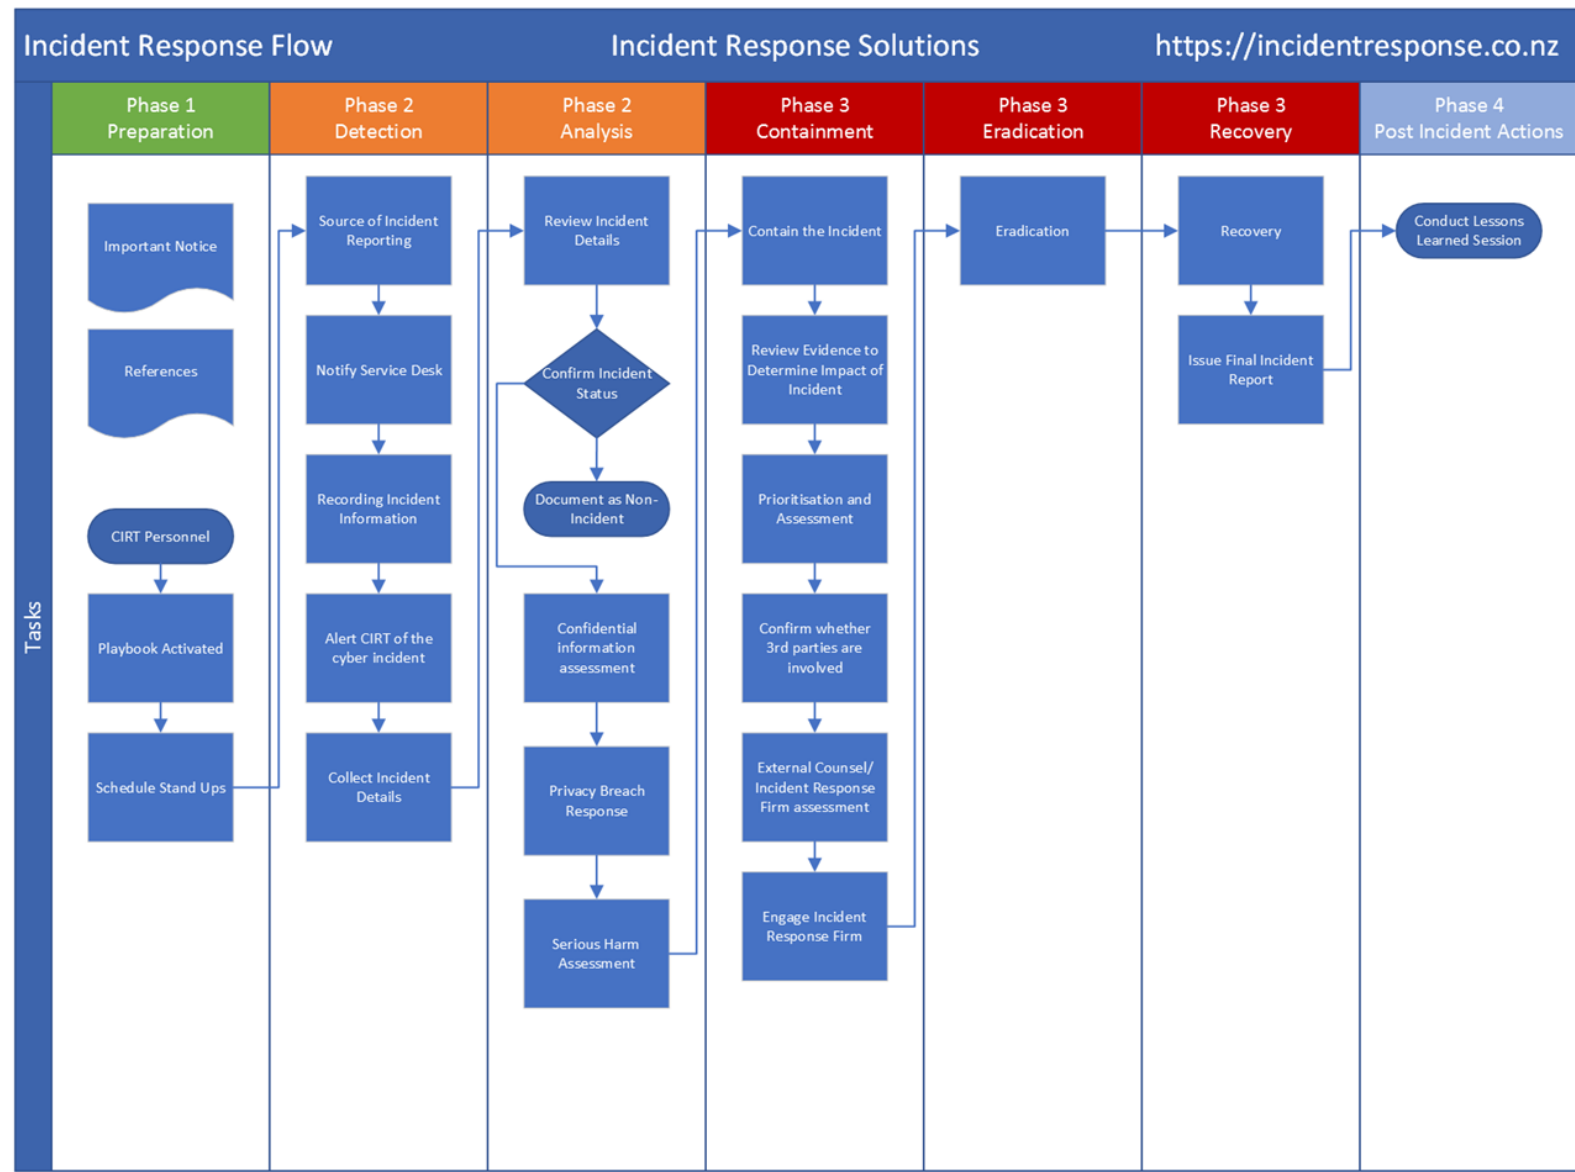 Incident Response Flow
Incident Response Solutions
https://incidentresponse.co.nz
Phase 1
Preparation
Phase 2
Detection
Phase 2
Analysis
Phase 3
Containment
Phase 3
Eradication
Phase 3
Recovery
Phase 4
Post Incident Actions
Tasks
Important Notice
References
CIRT Personnel
Playbook Activated
Schedule Stand Ups
Source of Incident
Reporting
Notify Service Desk
Recording Incident
Information
Alert CIRT of the
cyber incident
Collect Incident
Details
Review Incident
Details
Confirm Incident
Status
Document as Non-
Incident
Confidential
information
assessment
Privacy Breach
Response
Serious Harm
Assessment
Contain the Incident
Review Evidence to
Determine Impact of
Incident
Prioritisation and
Assessment
Confirm whether
3rd parties are
involved
External Counsel/
Incident Response
Firm assessment
Engage Incident
Response Firm
Eradication
Recovery
Issue Final Incident
Report
Conduct Lessons
Learned Session